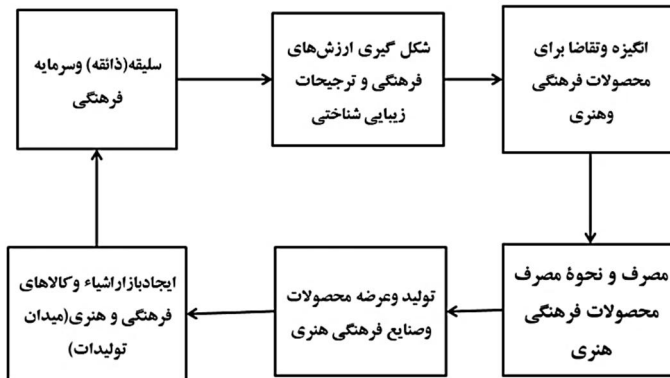 سلیقه(ذائقه) وسرمایه
فرهنگی
شکل گیری ارزش‌های
فرهنگی و ترجیحات
زیبایی شناختی
انگیزه وتقاضا برای
محصولات فرهنگی
وهنری
مصرف و نحوهٔ مصرف
محصولات فرهنگی
هنری
تولید وعرضه محصولات
وصنایع فرهنگی هنری
ایجادبازاراشیاء وکالاهای
فرهنگی و هنری(میدان
تولیدات)